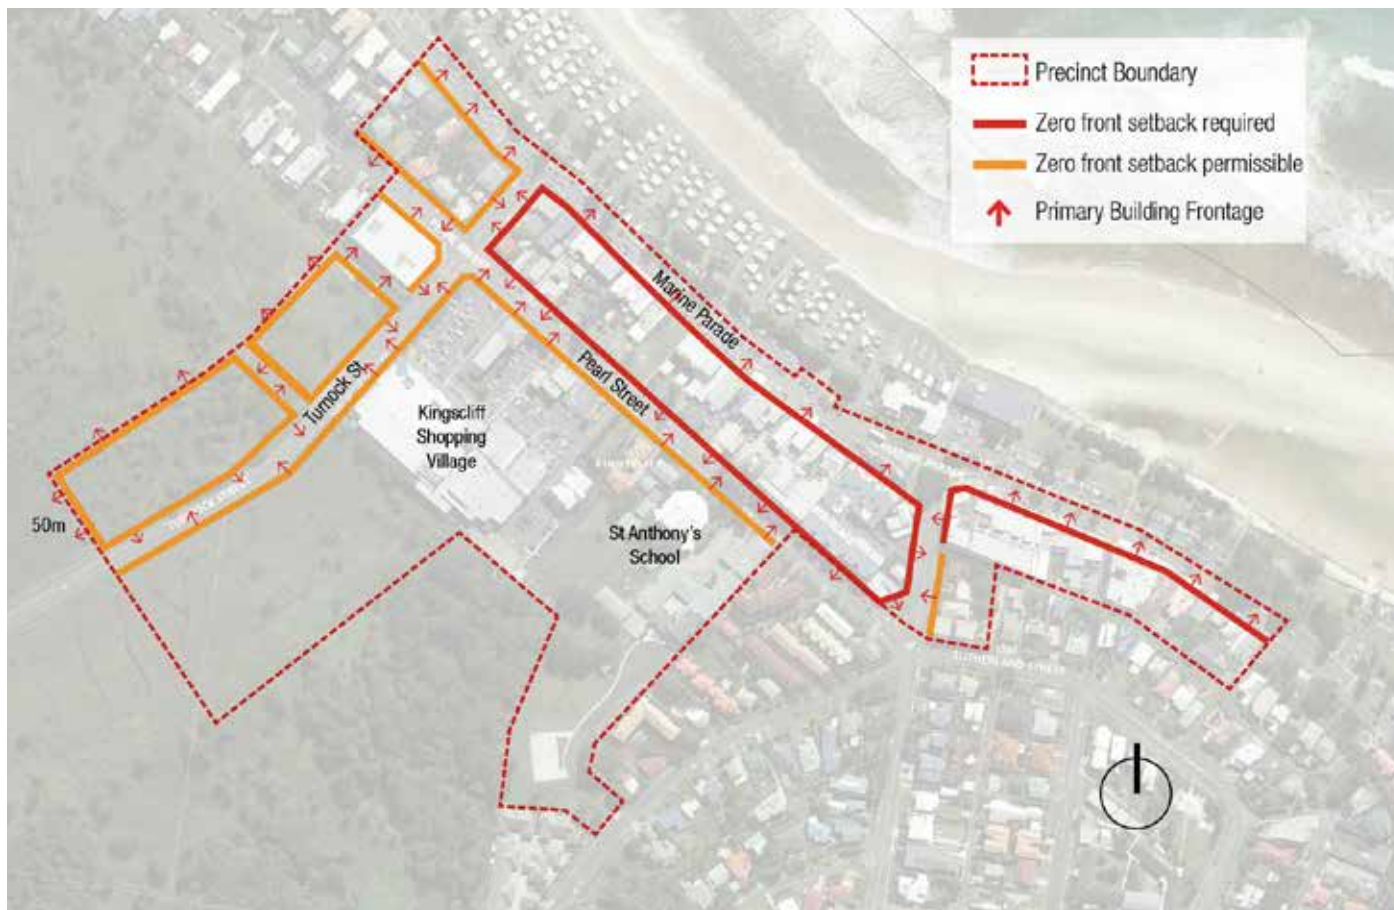 Precinct Boundary
Zero front setback required
Zero front setback permissible
Primary Building Frontage
Marine Parade
Pearl Street
Turnock St
Kingscliff
Shopping
Village
St Anthony's
School
50m